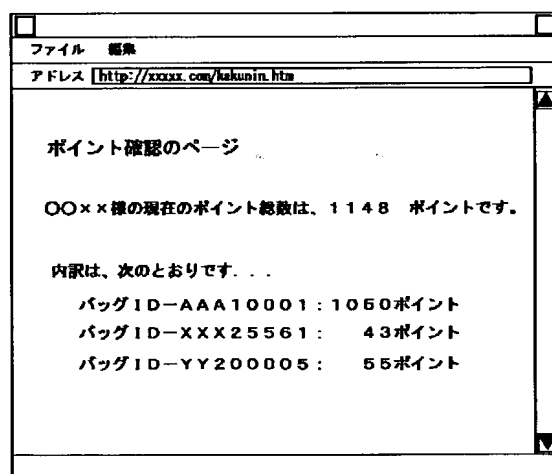 ファイル 編集
アドレス http://xxxxx.com/kakunin.htm
ポイント確認のページ
〇〇××様の現在のポイント総数は、1148 ポイントです。
内訳は、次のとおりです...
バッグID-AAA10001:1050ポイント
バッグID-XXX25561: 43ポイント
バッグID-YY200005: 55ポイント